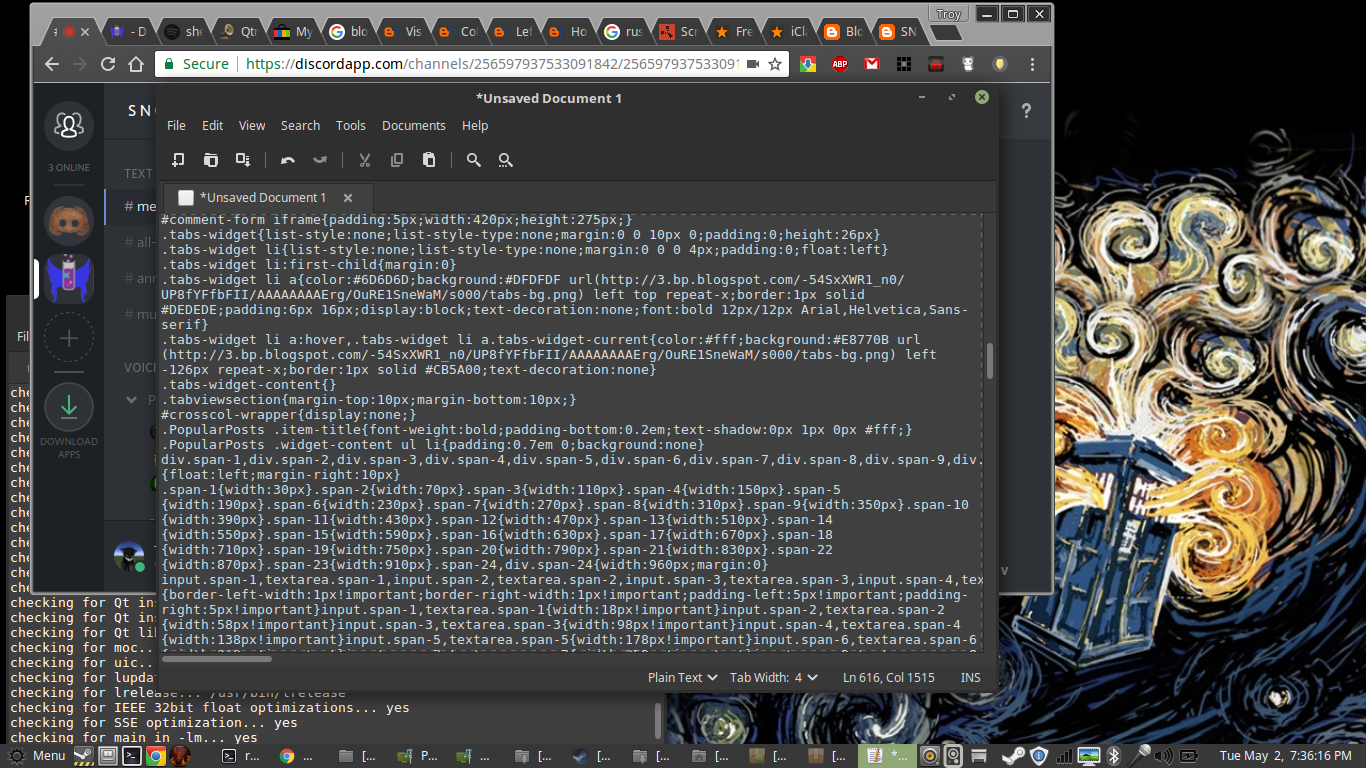 Troy
- D
she
Qtr
My
blo
Vis
Co
Lef
Ho
rus
Scr
Fre
iCla
Blo
SN
Secure
https://discordapp.com/channels/256597937533091842/25659793753309
ABP
SN
?
3 ONLINE
TEXT
# me
# all-
# ann
# mu
VOIC
DOWNLOAD
APPS
*Unsaved Document 1
File Edit View Search Tools Documents Help
*Unsaved Document 1
#comment-form iframe{padding:5px;width:420px;height:275px;}
.tabs-widget{list-style:none;list-style-type:none;margin:0 0 10px 0;padding:0;height:26px}
.tabs-widget li{list-style:none;list-style-type:none;margin:0 0 0 4px;padding:0;float:left}
.tabs-widget li:first-child{margin:0}
.tabs-widget li a{color:#6D6D6D;background:#DFDFDF url(http://3.bp.blogspot.com/-54SxXWR1_n0/
UP8fYFfbFII/AAAAAAAAErg/OuRE1SneWaM/s000/tabs-bg.png) left top repeat-x;border:1px solid
#DEDEDE;padding:6px 16px;display:block;text-decoration:none;font:bold 12px/12px Arial,Helvetica,Sans-
serif}
.tabs-widget li a:hover,.tabs-widget li a.tabs-widget-current{color:#fff;background:#E8770B url
(http://3.bp.blogspot.com/-54SxXWR1_n0/UP8fYFfbFII/AAAAAAAAErg/OuRE1SneWaM/s000/tabs-bg.png) left
-126px repeat-x;border:1px solid #CB5A00;text-decoration:none}
.tabs-widget-content{}
.tabviewsection{margin-top:10px;margin-bottom:10px;}
#crosscol-wrapper{display:none;}
.PopularPosts .item-title{font-weight:bold;padding-bottom:0.2em;text-shadow:0px 1px 0px #fff;}
.PopularPosts .widget-content ul li{padding:0.7em 0;background:none}
div.span-1,div.span-2,div.span-3,div.span-4,div.span-5,div.span-6,div.span-7,div.span-8,div.span-9,div.
{float:left;margin-right:10px}
.span-1{width:30px}.span-2{width:70px}.span-3{width:110px}.span-4{width:150px}.span-5
{width:190px}.span-6{width:230px}.span-7{width:270px}.span-8{width:310px}.span-9{width:350px}.span-10
{width:390px}.span-11{width:430px}.span-12{width:470px}.span-13{width:510px}.span-14
{width:550px}.span-15{width:590px}.span-16{width:630px}.span-17{width:670px}.span-18
{width:710px}.span-19{width:750px}.span-20{width:790px}.span-21{width:830px}.span-22
{width:870px}.span-23{width:910px}.span-24,div.span-24{width:960px;margin:0}
input.span-1,textarea.span-1,input.span-2,textarea.span-2,input.span-3,textarea.span-3,input.span-4,tex
{border-left-width:1px!important;border-right-width:1px!important;padding-left:5px!important;padding-
right:5px!important}input.span-1,textarea.span-1{width:18px!important}input.span-2,textarea.span-2
{width:58px!important}input.span-3,textarea.span-3{width:98px!important}input.span-4,textarea.span-4
{width:138px!important}input.span-5,textarea.span-5{width:178px!important}input.span-6,textarea.span-6
Plain Text Tab Width: 4 Ln 616, Col 1515 INS
checking for Qt ins
checking for Qt ins
checking for Qt lib
checking for moc..
checking for uic..
checking for lupda
checking for lrelease... /usr/bin/lrelease
checking for IEEE 32bit float optimizations... yes
checking for SSE optimization... yes
checking for main in -lm... yes
Menu r... ... [... [... P... ... [... ... [... [... [... [... *... Tue May 2, 7:36:16 PM